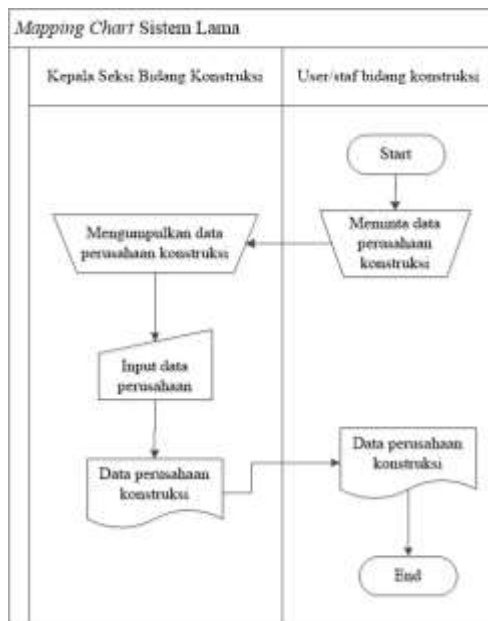 Mapping Chart Sistem Lama
Kepala Seksi Bidang Konstruksi
User/staf bidang konstruksi
Start
Meminta data
perusahaan
konstruksi
Mengumpulkan data
perusahaan konstruksi
Input data
perusahaan
Data perusahaan
konstruksi
Data perusahaan
konstruksi
End